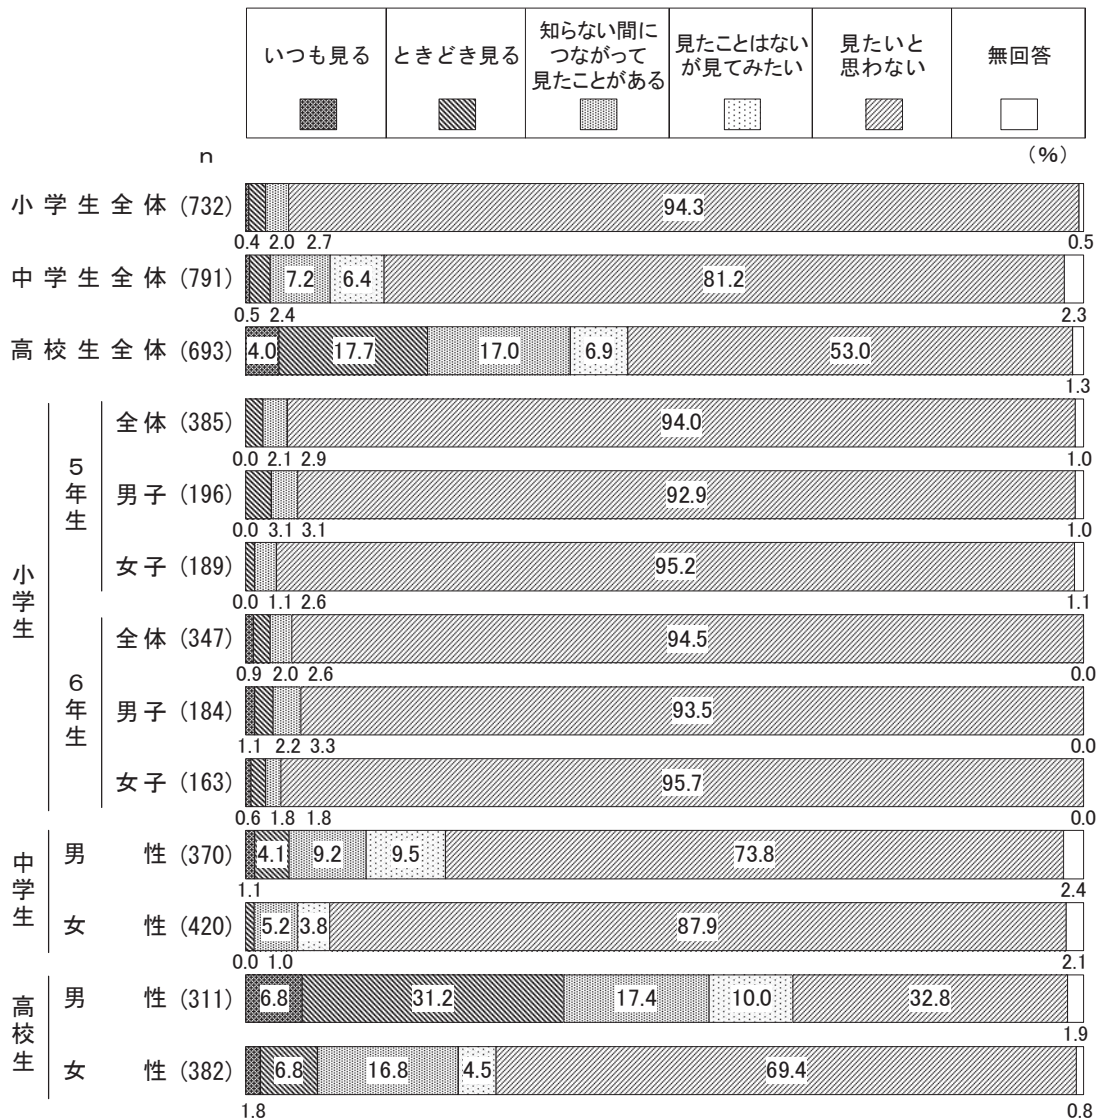 いつも見る
ときどき見る
知らない間に
つながって
見たことがある
見たことはない
が見てみたい
見たいと
思わない
無回答
n
(%)
小学生全体 (732) 94.3
0.4 2.0 2.7 0.5
中学生全体 (791) 7.2 6.4 81.2
0.5 2.4 2.3
高校生全体 (693) 4.0 17.7 17.0 6.9 53.0
1.3
小学生
5年生
全体 (385) 94.0
0.0 2.1 2.9 1.0
男子 (196) 92.9
0.0 3.1 3.1 1.0
女子 (189) 95.2
0.0 1.1 2.6 1.1
6年生
全体 (347) 94.5
0.9 2.0 2.6 0.0
男子 (184) 93.5
1.1 2.2 3.3 0.0
女子 (163) 95.7
0.6 1.8 1.8 0.0
中学生
男性 (370) 4.1 9.2 9.5 73.8
1.1 2.4
女性 (420) 5.2 3.8 87.9
0.0 1.0 2.1
高校生
男性 (311) 6.8 31.2 17.4 10.0 32.8
1.9
女性 (382) 6.8 16.8 4.5 69.4
1.8 0.8